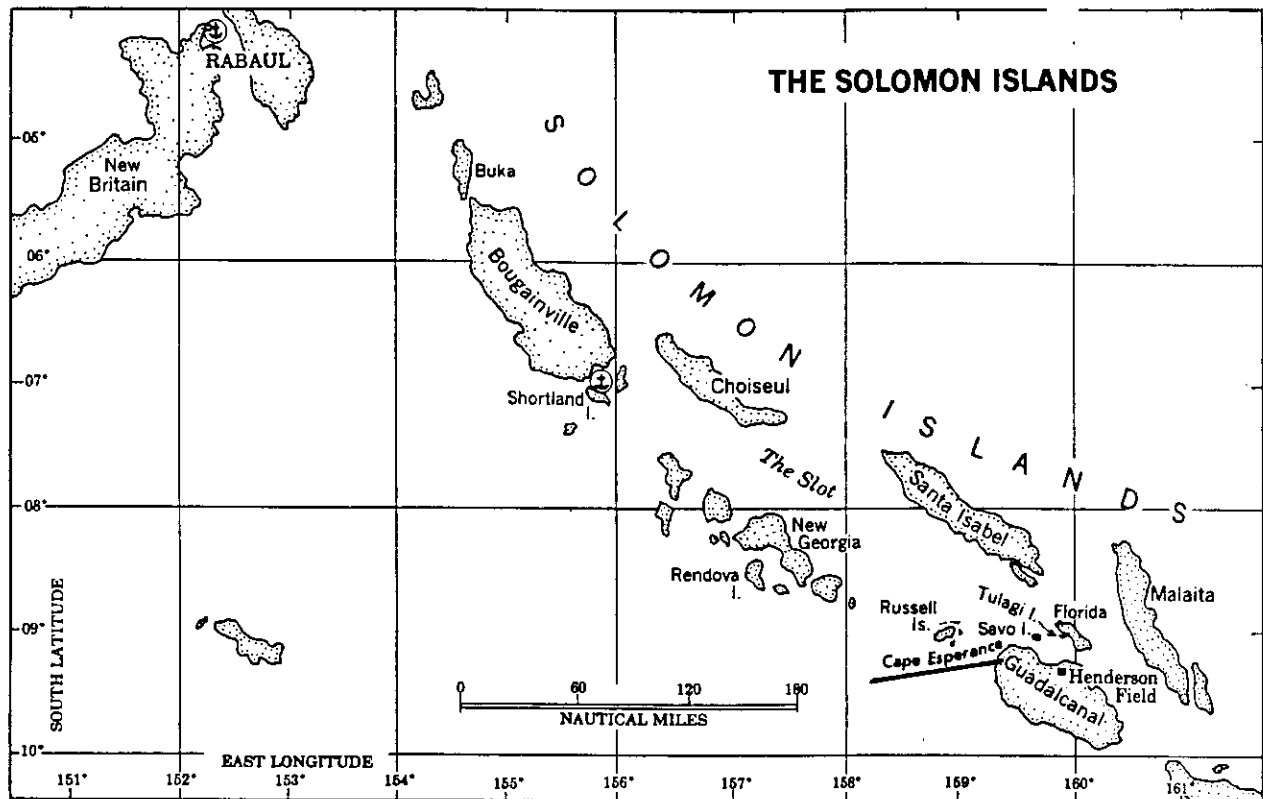 THE SOLOMON ISLANDS
RABAUL
New
Britain
Buka
Bougainville
Shortland
I.
Choiseul
SOLOMON ISLANDS
The Slot
Santa Isabel
New
Georgia
Rendova
I.
Russell
Is.
Tulagi I.
Savo I.
Florida
Malaita
Cape Esperance
Guadalcanal
Henderson
Field
05°
06°
07°
08°
09°
10°
SOUTH LATITUDE
EAST LONGITUDE
0 60 120 180
NAUTICAL MILES
151° 152° 153° 154° 155° 156° 157° 158° 159° 160° 161°